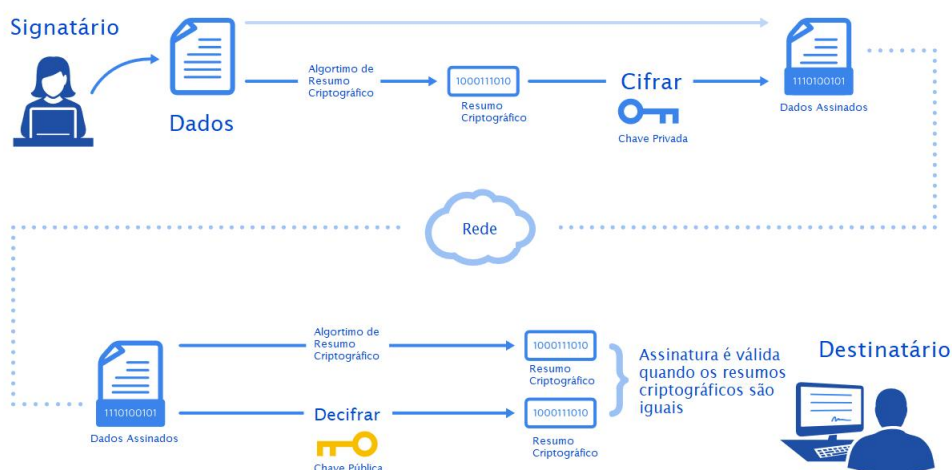 Signatário
Dados
Algortimo de
Resumo
Criptográfico
1000111010
Resumo
Criptográfico
Cifrar
Chave Privada
1110100101
Dados Assinados
Rede
1110100101
Dados Assinados
Algortimo de
Resumo
Criptográfico
1000111010
Resumo
Criptográfico
Decifrar
Chave Pública
1000111010
Resumo
Criptográfico
Assinatura é válida
quando os resumos
criptográficos são
iguais
Destinatário